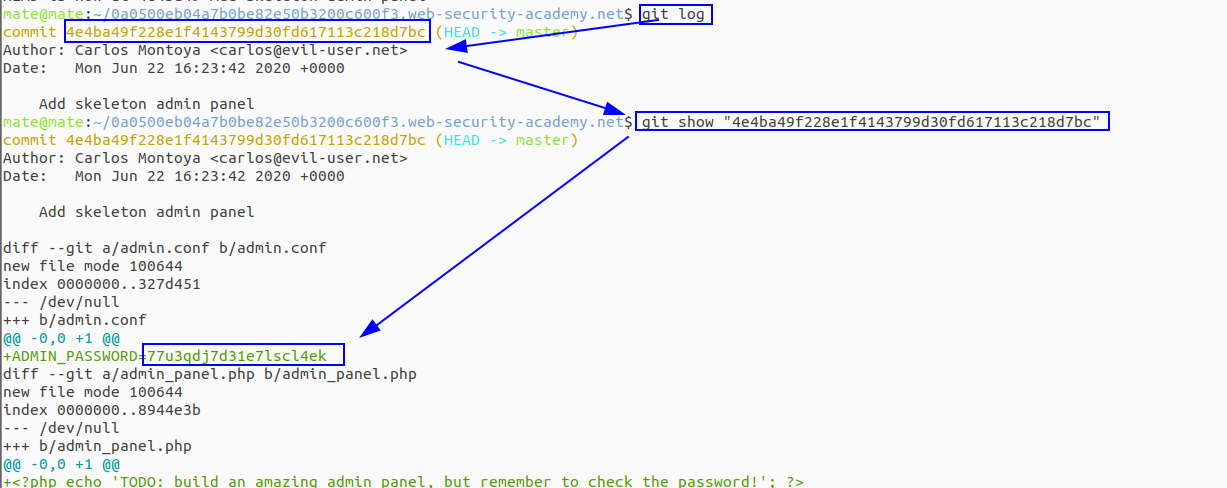 mate@mate:~/0a0500eb04a7b0be82e50b3200c600f3.web-security-academy.net$ git log
commit 4e4ba49f228e1f4143799d30fd617113c218d7bc (HEAD -> master)
Author: Carlos Montoya <carlos@evil-user.net>
Date:   Mon Jun 22 16:23:42 2020 +0000
    Add skeleton admin panel
mate@mate:~/0a0500eb04a7b0be82e50b3200c600f3.web-security-academy.net$ git show "4e4ba49f228e1f4143799d30fd617113c218d7bc"
commit 4e4ba49f228e1f4143799d30fd617113c218d7bc (HEAD -> master)
Author: Carlos Montoya <carlos@evil-user.net>
Date:   Mon Jun 22 16:23:42 2020 +0000
    Add skeleton admin panel
diff --git a/admin.conf b/admin.conf
new file mode 100644
index 0000000..327d451
--- /dev/null
+++ b/admin.conf
@@ -0,0 +1 @@
+ADMIN_PASSWORD=77u3qdj7d31e7lscl4ek
diff --git a/admin_panel.php b/admin_panel.php
new file mode 100644
index 0000000..8944e3b
--- /dev/null
+++ b/admin_panel.php
@@ -0,0 +1 @@
+<?php echo 'TODO: build an amazing admin panel, but remember to check the password!'; ?>